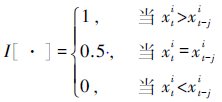 I[ · ] = { 1, 当 x_t^i > x_{t-j}^i
0.5·, 当 x_t^i = x_{t-j}^i
0, 当 x_t^i < x_{t-j}^i